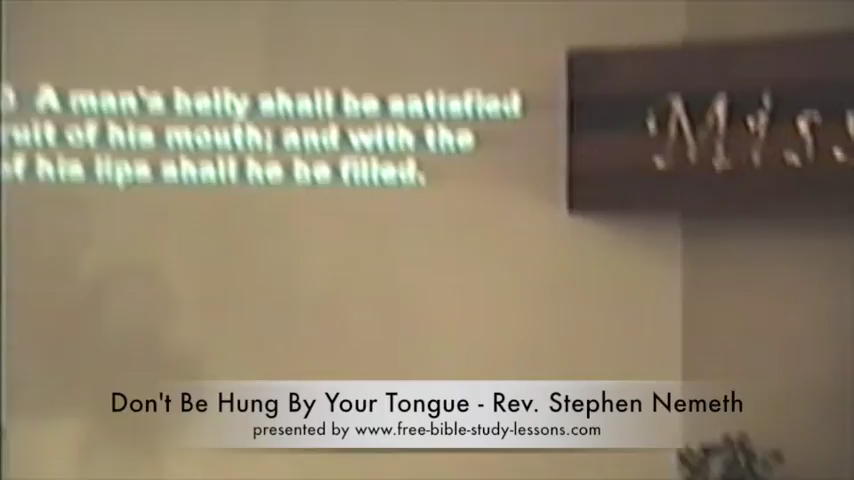 A man's belly shall be satisfied
ruit of his mouth; and with the
of his lips shall he be filled.
Miss
Don't Be Hung By Your Tongue - Rev. Stephen Nemeth
presented by www.free-bible-study-lessons.com